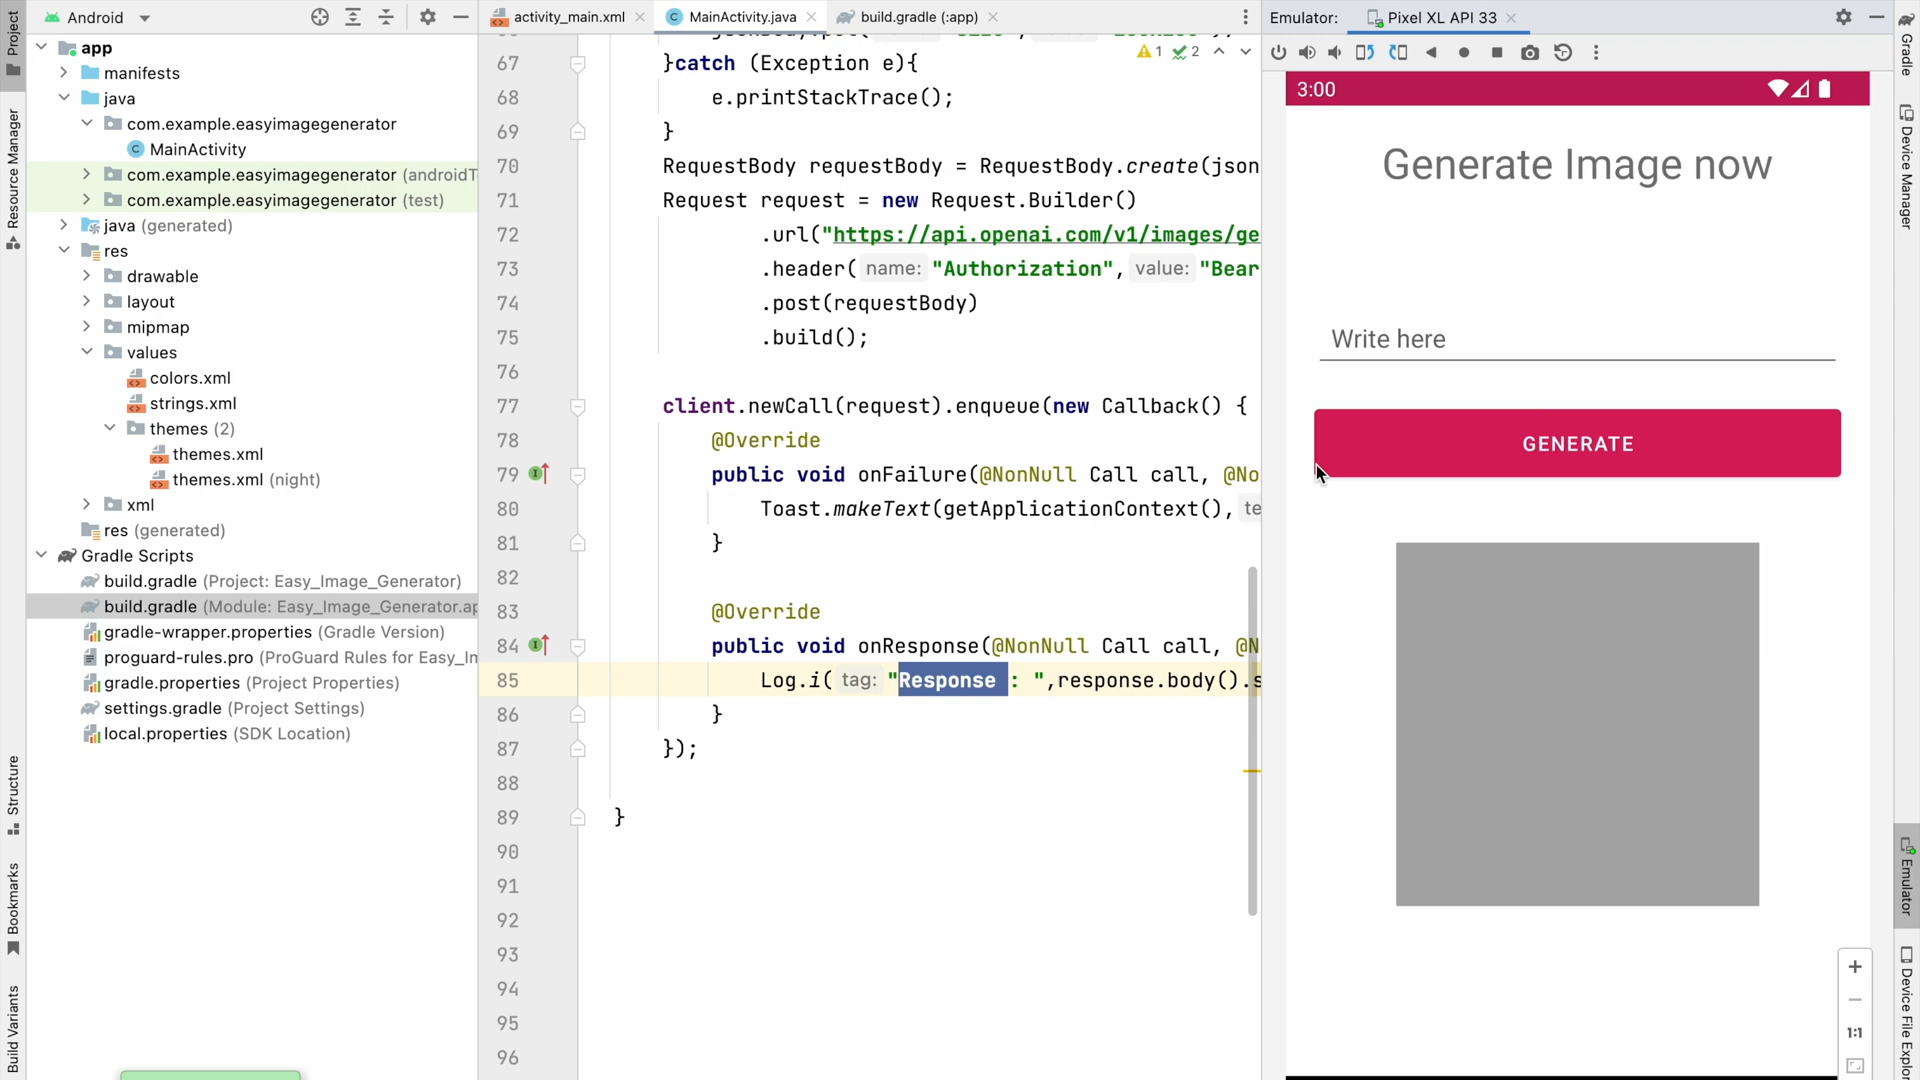 Project
Resource Manager
Structure
Bookmarks
Build Variants
Android
app
manifests
java
com.example.easyimagegenerator
MainActivity
com.example.easyimagegenerator (androidT
com.example.easyimagegenerator (test)
java (generated)
res
drawable
layout
mipmap
values
colors.xml
strings.xml
themes (2)
themes.xml
themes.xml (night)
xml
res (generated)
Gradle Scripts
build.gradle (Project: Easy_Image_Generator)
build.gradle (Module: Easy_Image_Generator.ap
gradle-wrapper.properties (Gradle Version)
proguard-rules.pro (ProGuard Rules for Easy_In
gradle.properties (Project Properties)
settings.gradle (Project Settings)
local.properties (SDK Location)
activity_main.xml
MainActivity.java
build.gradle (:app)
1 2
67 }catch (Exception e){
68 e.printStackTrace();
69 }
70 RequestBody requestBody = RequestBody.create(json
71 Request request = new Request.Builder()
72 .url("https://api.openai.com/v1/images/ge
73 .header( name: "Authorization", value: "Bear
74 .post(requestBody)
75 .build();
76
77 client.newCall(request).enqueue(new Callback() {
78 @Override
79 public void onFailure(@NonNull Call call, @No
80 Toast.makeText(getApplicationContext(), te
81 }
82
83 @Override
84 public void onResponse(@NonNull Call call, @N
85 Log.i( tag: "Response : ",response.body().s
86 }
87 });
88
89 }
90
91
92
93
94
95
96
Emulator: Pixel XL API 33
3:00
Generate Image now
Write here
GENERATE
1:1
Gradle
Device Manager
Emulator
Device File Explor